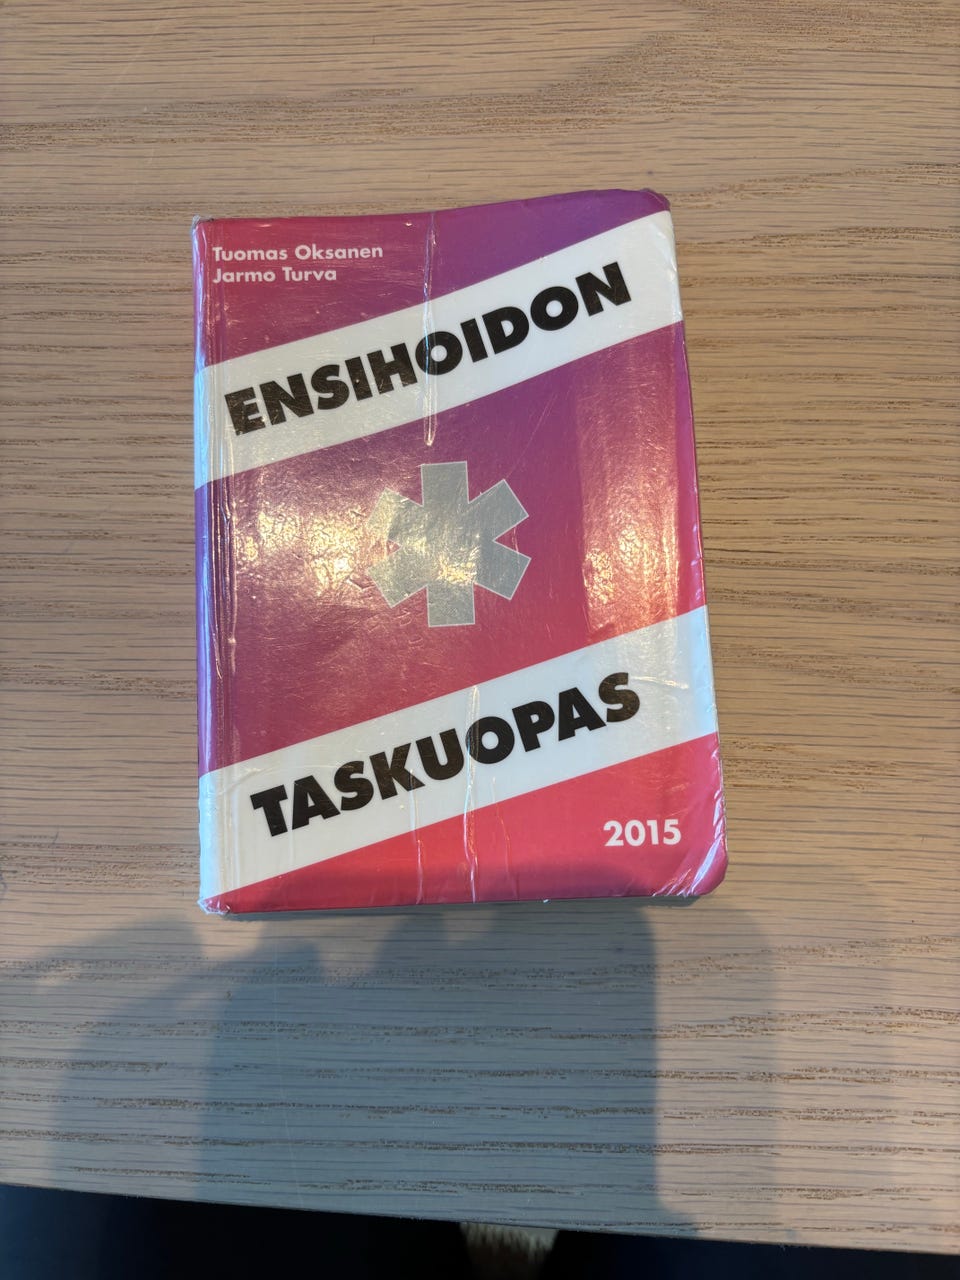 Tuomas Oksanen
Jarmo Turva
ENSIHOIDON
TASKUOPAS
2015